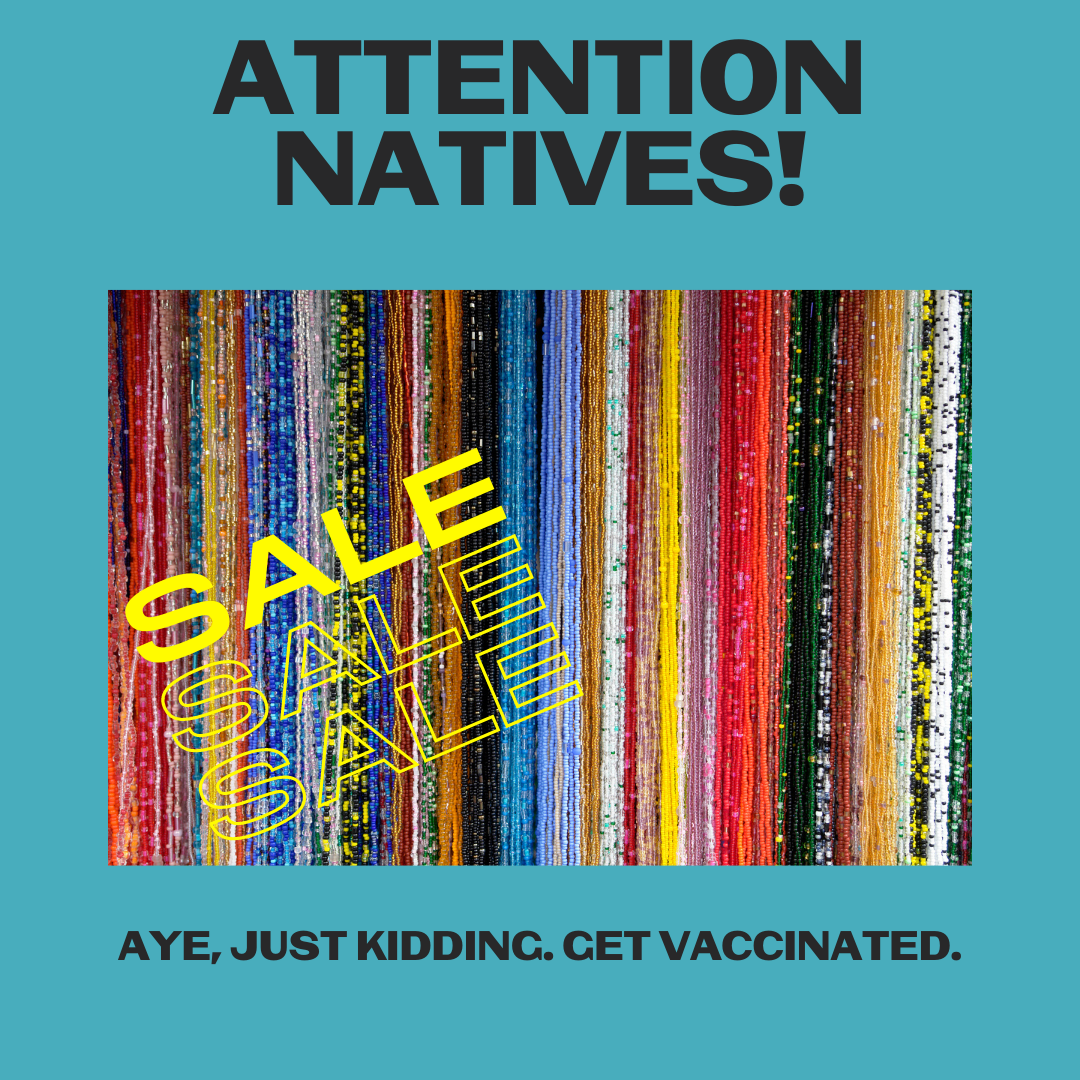 ATTENTION
NATIVES!
SALE
SALE
SALE
AYE, JUST KIDDING. GET VACCINATED.